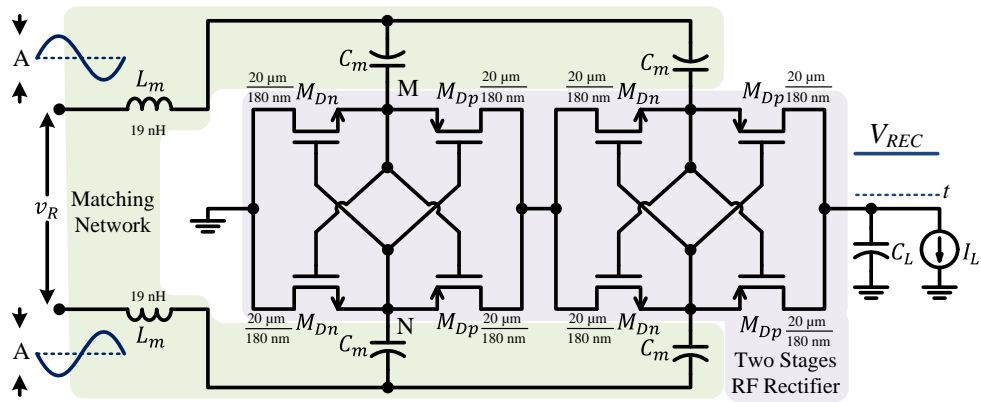 A
L_m
19 nH
C_m
C_m
M
20 μm
180 nm
M_Dn
M_Dp
20 μm
180 nm
20 μm
180 nm
M_Dn
M_Dp
20 μm
180 nm
V_REC
t
v_R
Matching
Network
C_L
I_L
19 nH
L_m
A
20 μm
180 nm
M_Dn
N
M_Dp
20 μm
180 nm
C_m
20 μm
180 nm
M_Dn
C_m
M_Dp
20 μm
180 nm
Two Stages
RF Rectifier